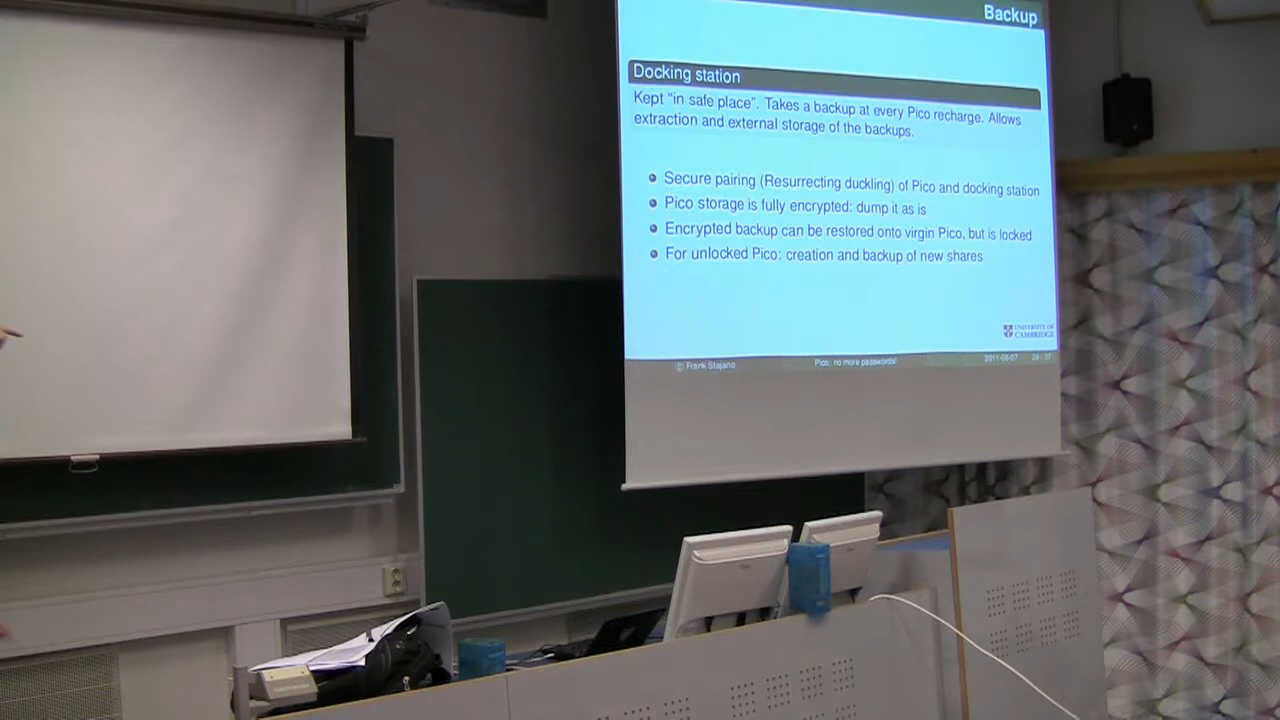 Backup
Docking station
Kept “in safe place”. Takes a backup at every Pico recharge. Allows
extraction and external storage of the backups.
Secure pairing (Resurrecting duckling) of Pico and docking station
Pico storage is fully encrypted: dump it as is
Encrypted backup can be restored onto virgin Pico, but is locked
For unlocked Pico: creation and backup of new shares
UNIVERSITY OF
CAMBRIDGE
© Frank Stajano Pico: no more passwords! 2011-06-07